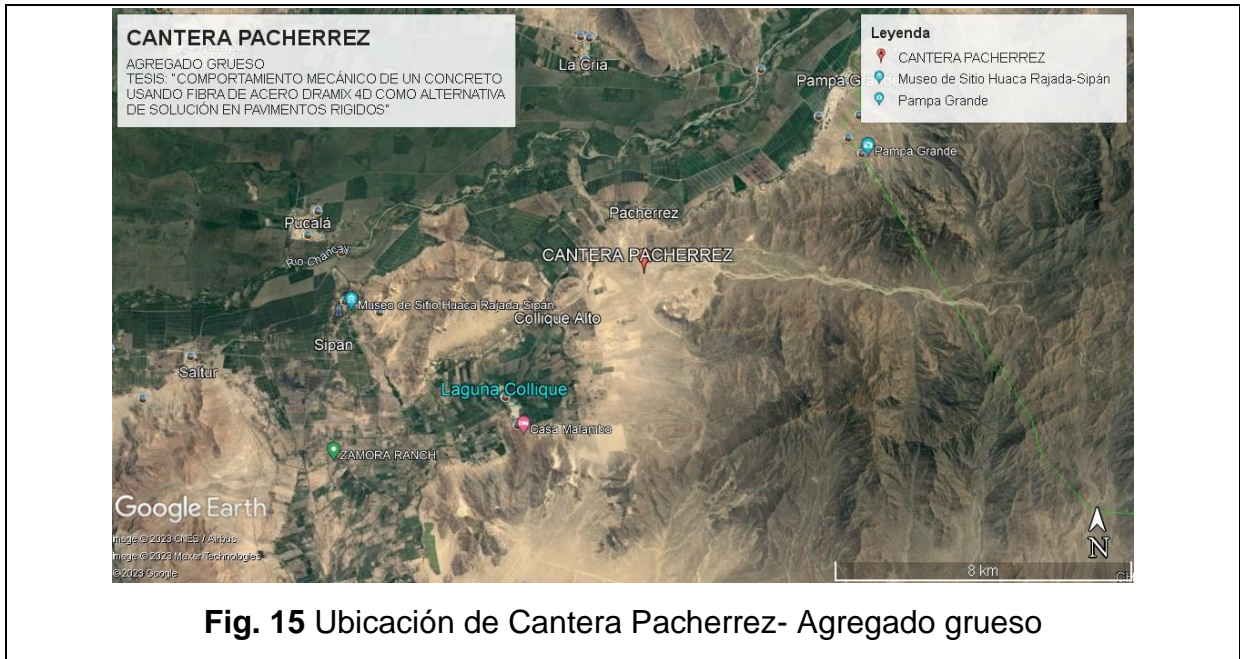 CANTERA PACHERREZ
AGREGADO GRUESO
TESIS: "COMPORTAMIENTO MECÁNICO DE UN CONCRETO
USANDO FIBRA DE ACERO DRAMIX 4D COMO ALTERNATIVA
DE SOLUCIÓN EN PAVIMENTOS RIGIDOS"
Leyenda
CANTERA PACHERREZ
Museo de Sitio Huaca Rajada-Sipán
Pampa Grande
La Cria
Pampa Gr
Pampa Grande
Pacherrez
Pucalá
Rio Chancay
CANTERA PACHERREZ
Museo de Sitio Huaca Rajada Sipán
Collique Alto
Sipan
Saltur
Laguna Collique
Casa Malambo
ZAMORA RANCH
Google Earth
Image © 2023 CNES / Airbus
Image © 2023 Maxar Technologies
© 2023 Google
N
8 km
Fig. 15 Ubicación de Cantera Pacherrez- Agregado grueso